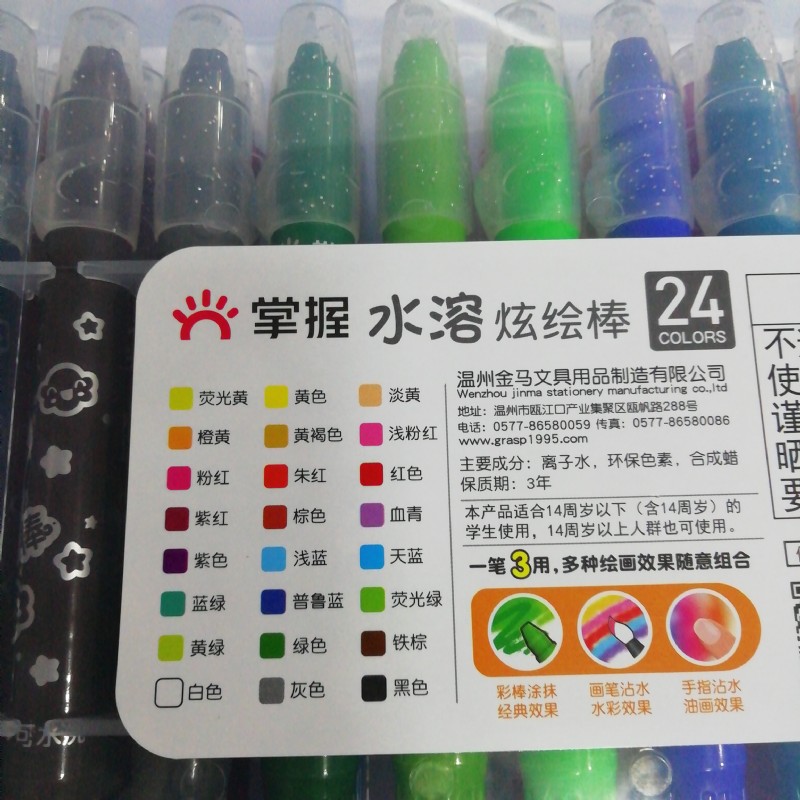 掌握 水溶 炫绘棒 24
COLORS
荧光黄 黄色 淡黄
橙黄 黄褐色 浅粉红
粉红 朱红 红色
紫红 棕色 血青
紫色 浅蓝 天蓝
蓝绿 普鲁蓝 荧光绿
黄绿 绿色 铁棕
白色 灰色 黑色
温州金马文具用品制造有限公司
Wenzhou jinma stationery manufacturing co.,ltd
地址：温州市瓯江口产业集聚区瓯帆路288号
电话：0577-86580059 传真：0577-86580086
www.grasp1995.com
主要成分：离子水，环保色素，合成蜡
保质期：3年
本产品适合14周岁以下（含14周岁）的
学生使用，14周岁以上人群也可使用。
一笔3用，多种绘画效果随意组合
彩棒涂抹 画笔沾水 手指沾水
经典效果 水彩效果 油画效果
不
使
谨
晒
要
可水洗